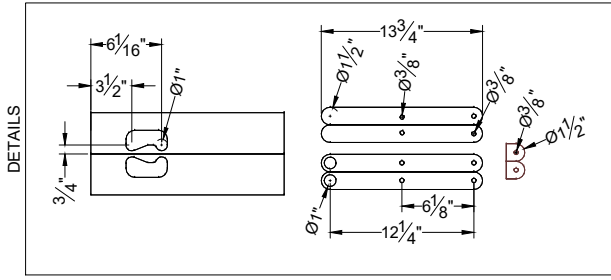 DETAILS
6 1/16"
3 1/2"
Ø1"
3/4"
13 3/4"
Ø1 1/2"
Ø3/8"
Ø3/8"
Ø3/8"
Ø1 1/2"
6 1/8"
Ø1"
12 1/4"